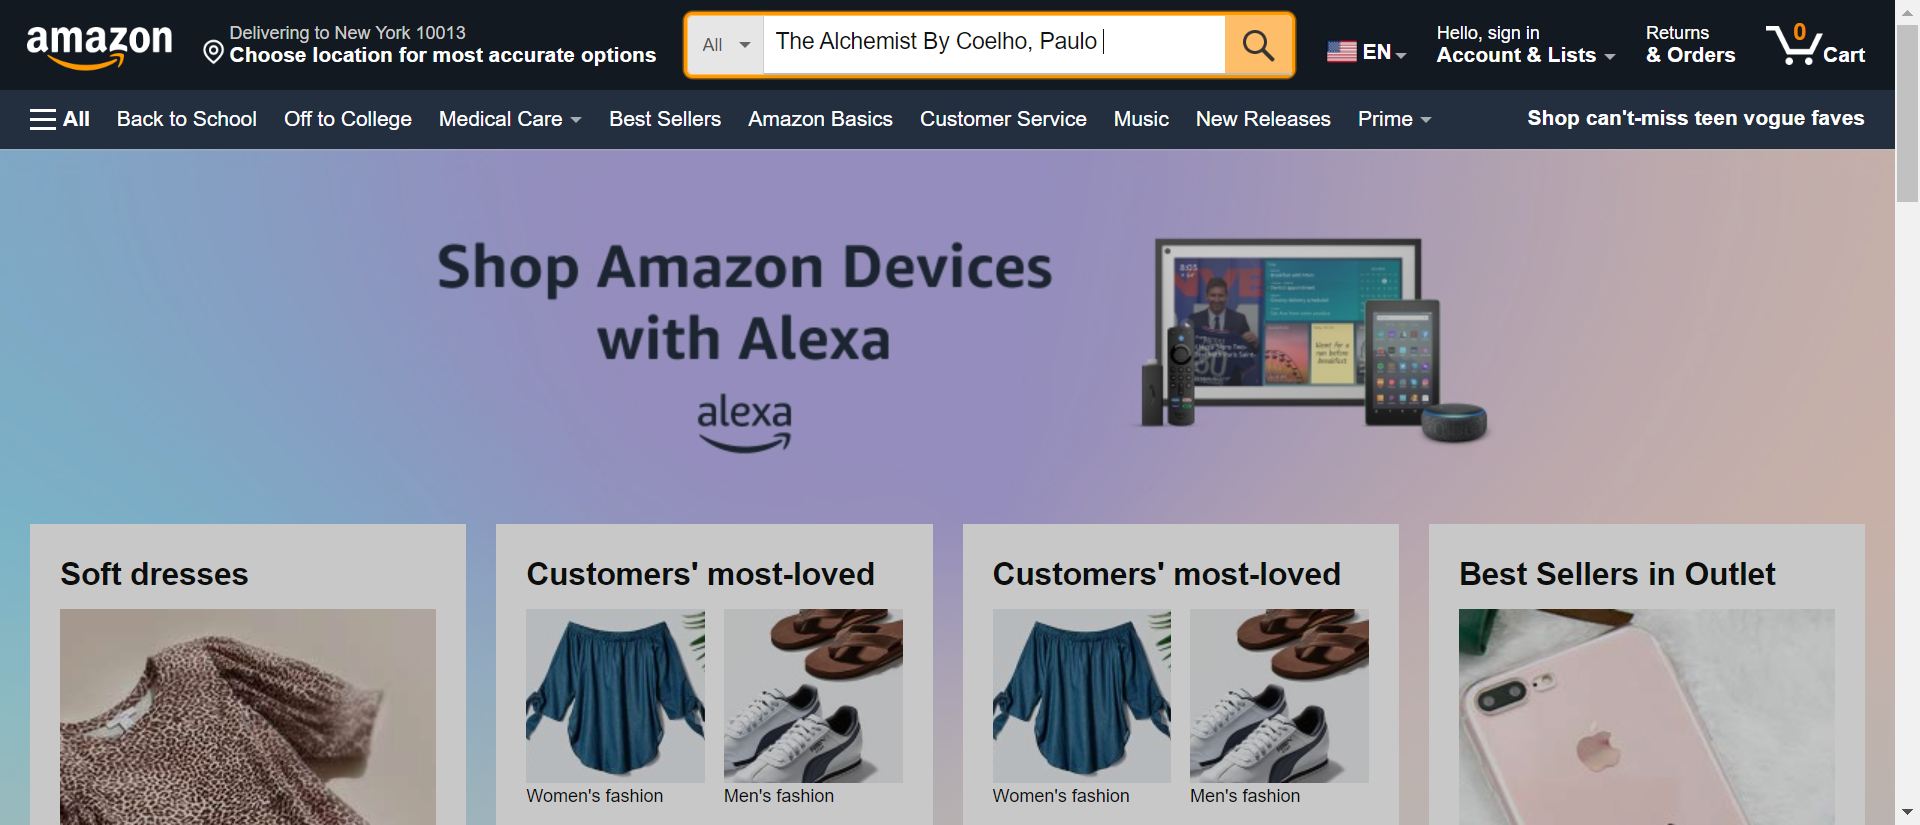 amazon
Delivering to New York 10013
Choose location for most accurate options
All
The Alchemist By Coelho, Paulo
EN
Hello, sign in
Account & Lists
Returns
& Orders
0
Cart
All
Back to School
Off to College
Medical Care
Best Sellers
Amazon Basics
Customer Service
Music
New Releases
Prime
Shop can't-miss teen vogue faves
Shop Amazon Devices
with Alexa
alexa
8:03
Soft dresses
Customers' most-loved
Customers' most-loved
Best Sellers in Outlet
Women's fashion
Men's fashion
Women's fashion
Men's fashion